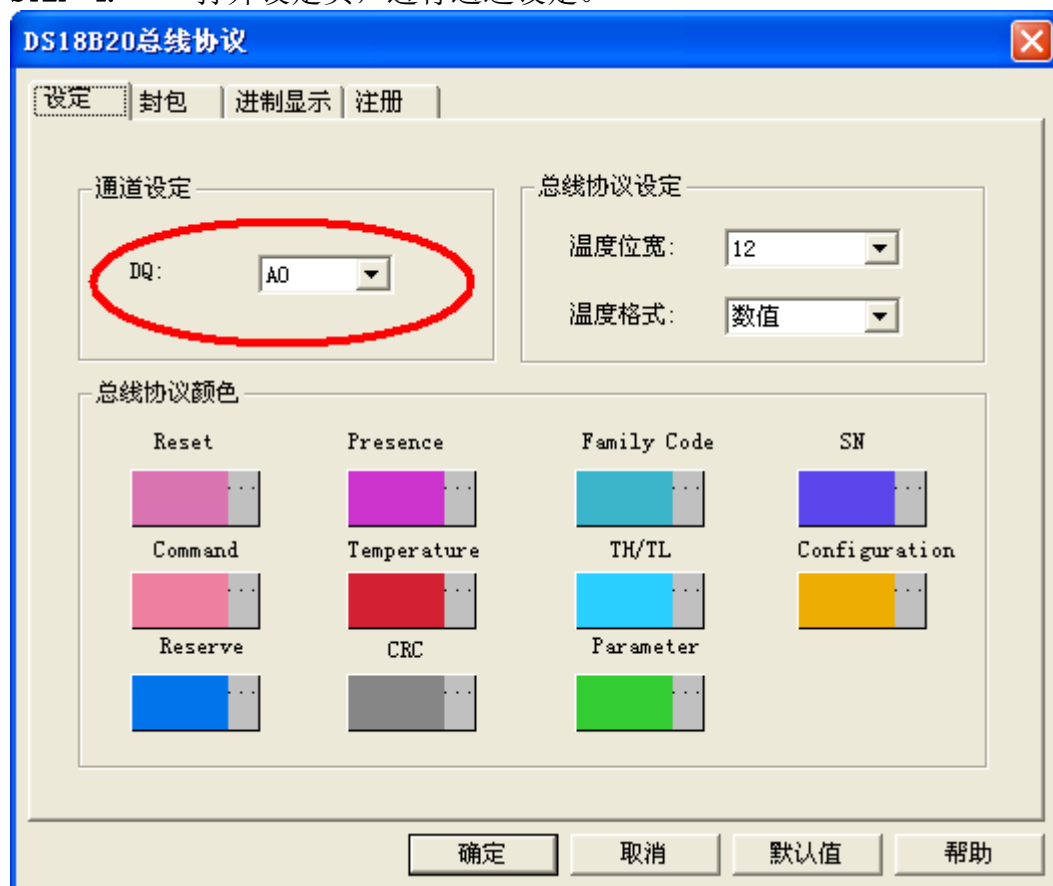 DS18B20总线协议
设定 封包 进制显示 注册
通道设定
DQ: A0
总线协议设定
温度位宽: 12
温度格式: 数值
总线协议颜色
Reset Presence Family Code SN
... ... ... ...
Command Temperature TH/TL Configuration
... ... ... ...
Reserve CRC Parameter
... ... ...
确定 取消 默认值 帮助